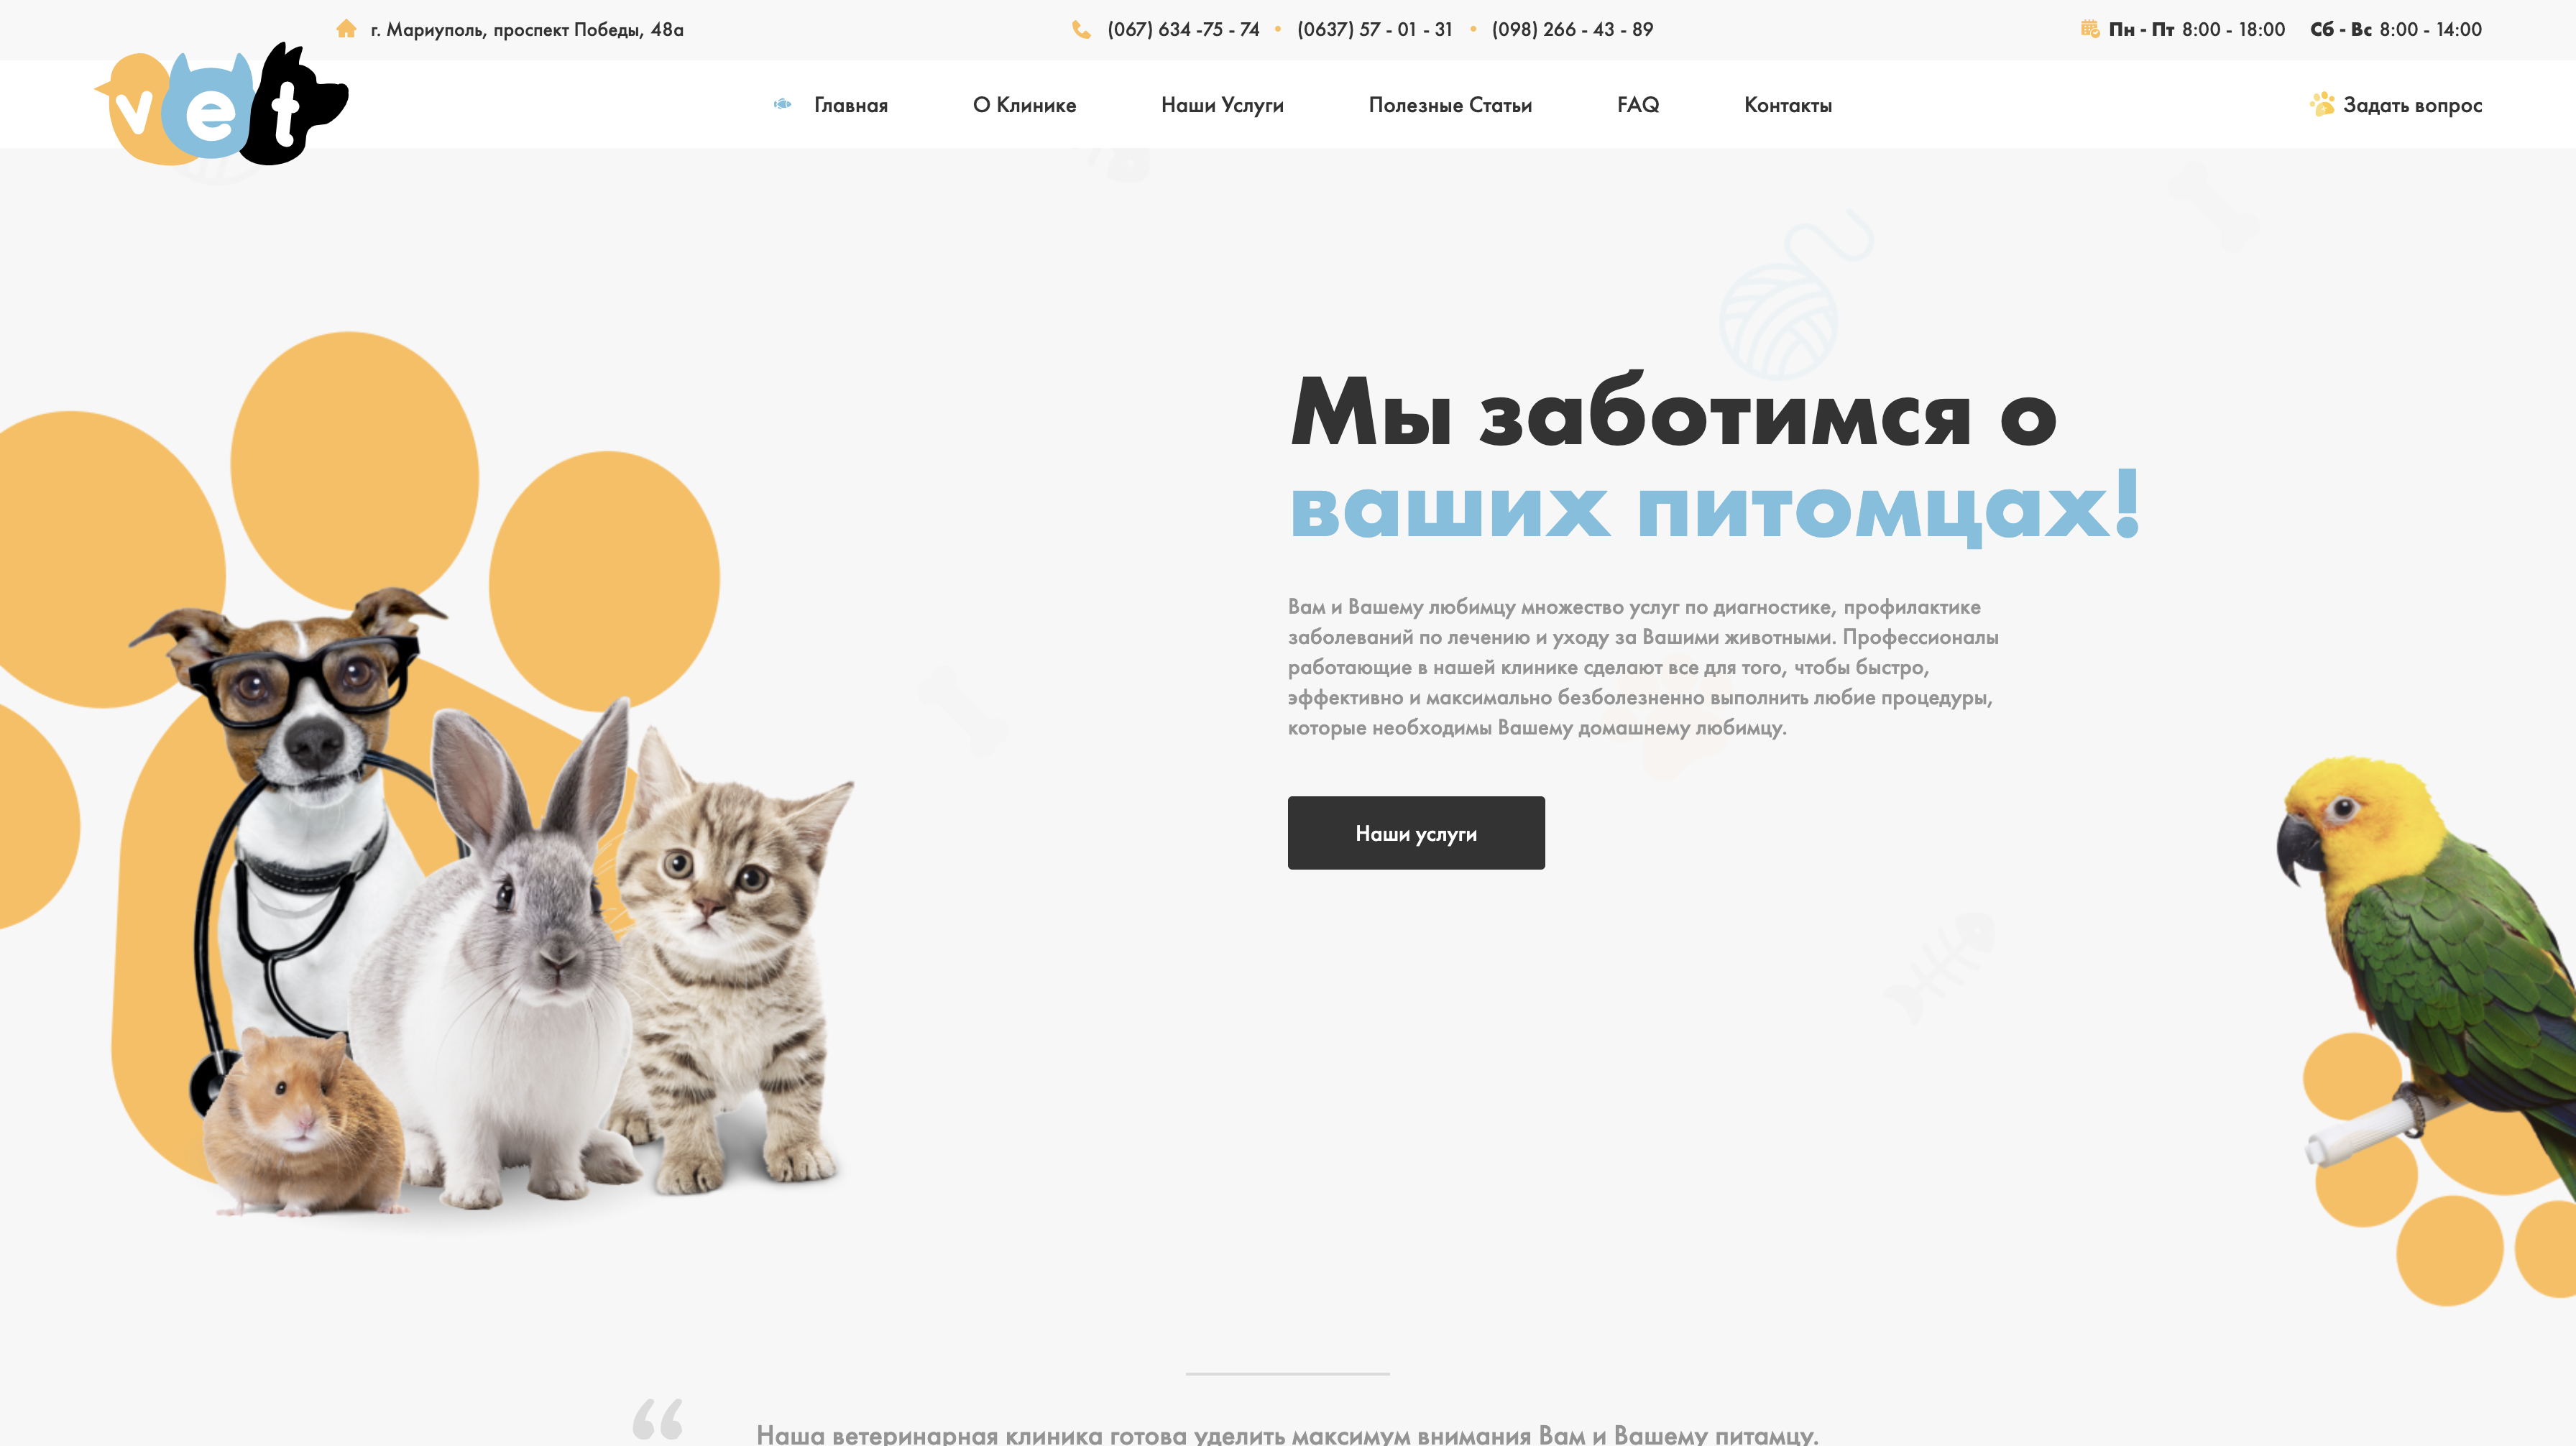 г. Мариуполь, проспект Победы, 48а
(067) 634 -75 - 74 • (0637) 57 - 01 - 31 • (098) 266 - 43 - 89
Пн - Пт 8:00 - 18:00 Сб - Вс 8:00 - 14:00
vet
Главная
О Клинике
Наши Услуги
Полезные Статьи
FAQ
Контакты
Задать вопрос
Мы заботимся о
ваших питомцах!
Вам и Вашему любимцу множество услуг по диагностике, профилактике
заболеваний по лечению и уходу за Вашими животными. Профессионалы
работающие в нашей клинике сделают все для того, чтобы быстро,
эффективно и максимально безболезненно выполнить любие процедуры,
которые необходимы Вашему домашнему любимцу.
Наши услуги
“
Наша ветеринарная клиника готова уделить максимум внимания Вам и Вашему питамцу.